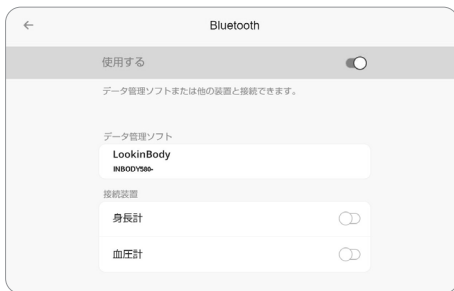 Bluetooth
使用する
データ管理ソフトまたは他の装置と接続できます。
データ管理ソフト
LookinBody
INBODY580-
接続装置
身長計
血圧計